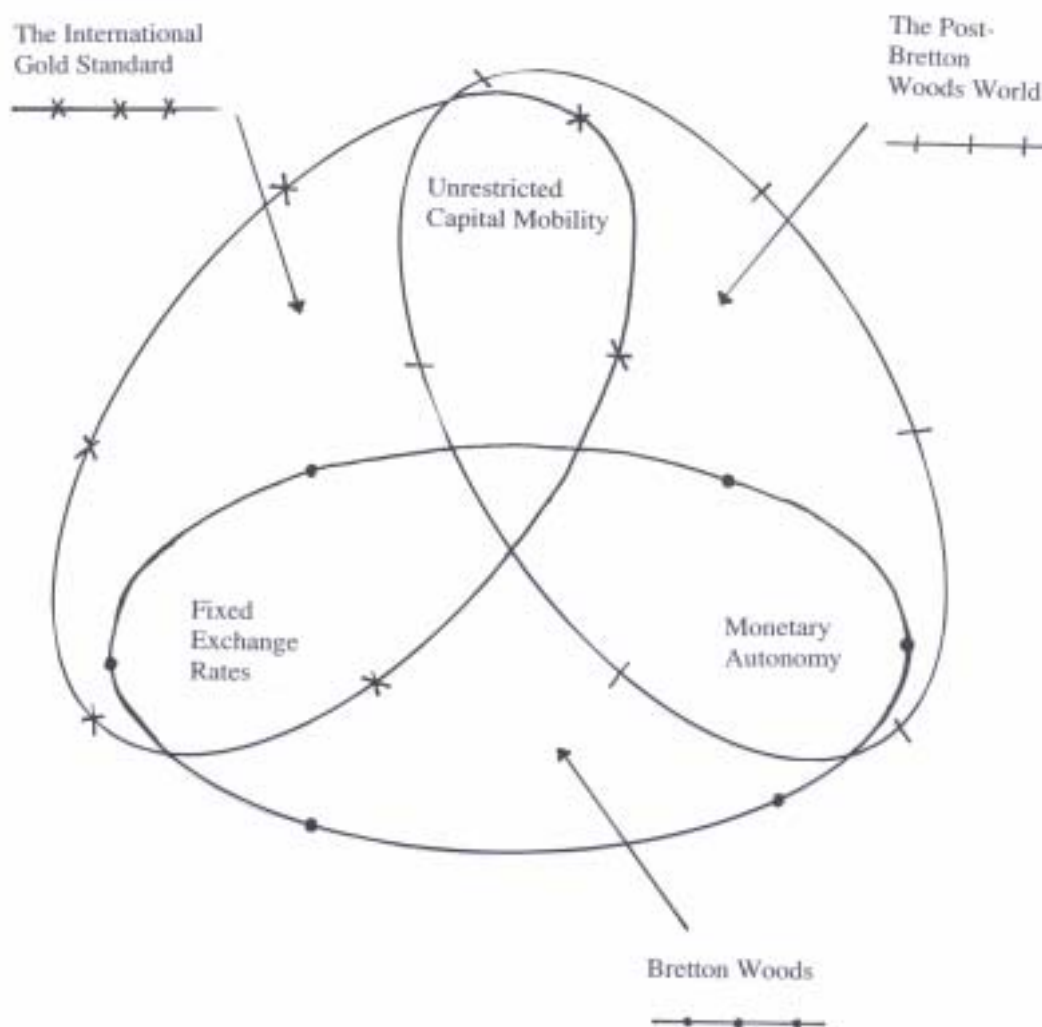 The International
Gold Standard
The Post-
Bretton
Woods World
Unrestricted
Capital Mobility
Fixed
Exchange
Rates
Monetary
Autonomy
Bretton Woods